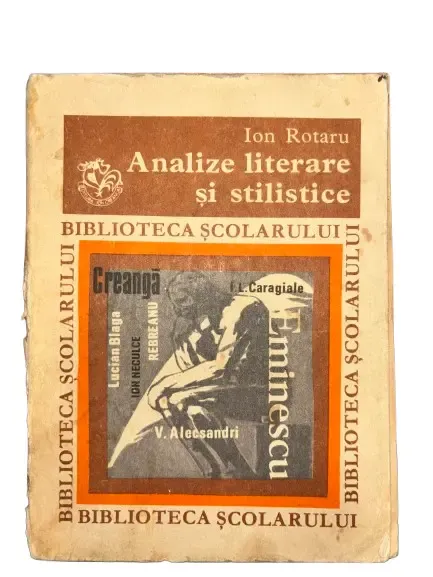 Ion Rotaru
Analize literare
și stilistice
BIBLIOTECA ȘCOLARULUI
BIBLIOTECA ȘCOLARULUI
BIBLIOTECA ȘCOLARULUI
Creangă
I.L.Caragiale
Lucian Blaga
ION NECULCE
REBREANU
Eminescu
V. Alecsandri
BIBLIOTECA ȘCOLARULUI